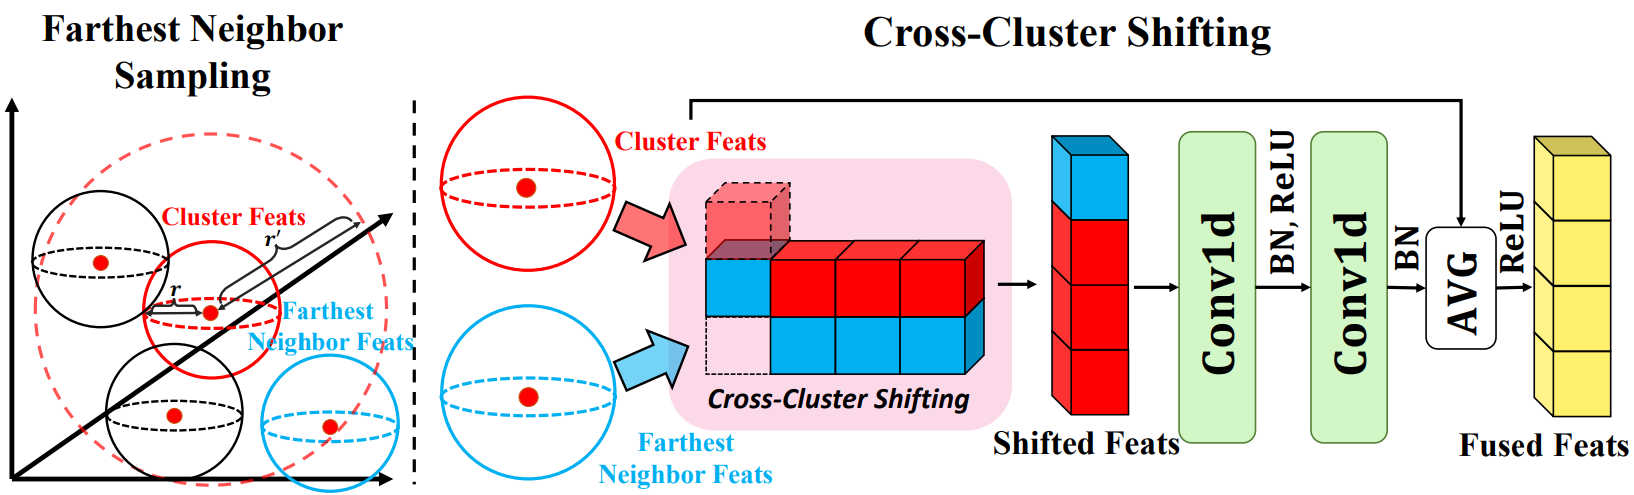 Farthest Neighbor
Sampling
Cluster Feats
r′
r
Farthest
Neighbor Feats
Cross-Cluster Shifting
Cluster Feats
Cross-Cluster Shifting
Farthest
Neighbor Feats
Shifted Feats
Conv1d
BN, ReLU
Conv1d
BN
AVG
ReLU
Fused Feats